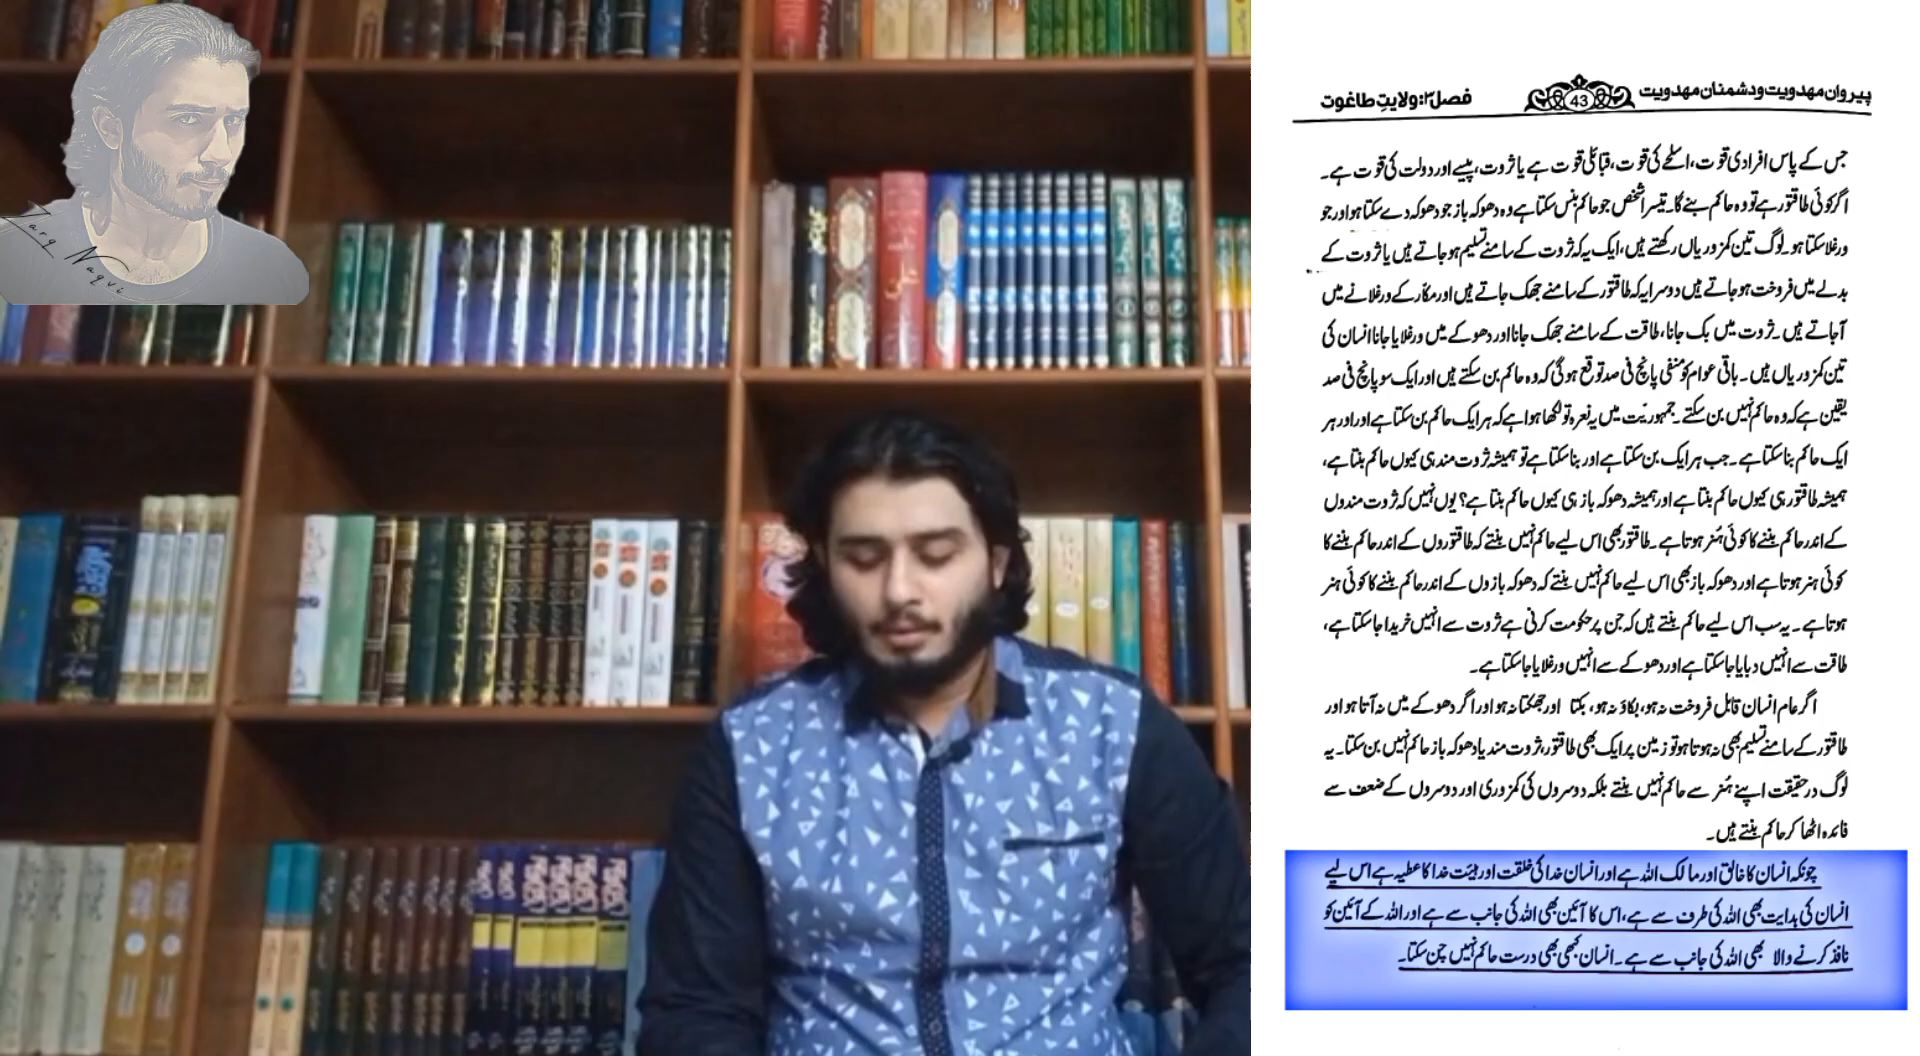 Zarq Naqvi
پیروان مهدویت و دشمنان مهدویت
43
فصل ۲: ولایتِ طاغوت
جس کے پاس افرادی قوت، اسلحے کی قوت، قبائلی قوت ہے یا ثروت، پیسے اور دولت کی قوت ہے۔
اگر کوئی طاقتور ہے تو وہ حاکم بنے گا۔ تیسرا شخص جو حاکم بنس سکتا ہے وہ دھوکہ باز جو دھوکہ دے سکتا ہو اور جو
ورغلا سکتا ہو۔ لوگ تین کمزوریاں رکھتے ہیں، ایک یہ کہ ثروت کے سامنے تسلیم ہو جاتے ہیں یا ثروت کے
بدلے میں فروخت ہو جاتے ہیں دوسرا یہ کہ طاقتور کے سامنے جھک جاتے ہیں اور مکّار کے ورغلانے میں
آجاتے ہیں۔ ثروت میں بک جانا، طاقت کے سامنے جھک جانا اور دھوکے میں ورغلایا جانا انسان کی
تین کمزوریاں ہیں۔ باقی عوام کو منفی پانچ فی صد توقع ہوگی کہ وہ حاکم بن سکتے ہیں اور ایک سو پانچ فی صد
یقین ہے کہ وہ حاکم نہیں بن سکتے۔ جمہوریّت میں یہ نعرہ تو لکھا ہوا ہے کہ ہر ایک حاکم بن سکتا ہے اور اور ہر
ایک حاکم بنا سکتا ہے۔ جب ہر ایک بن سکتا ہے اور بنا سکتا ہے تو ہمیشہ ثروت مند ہی کیوں حاکم بنتا ہے،
ہمیشہ طاقتور ہی کیوں حاکم بنتا ہے اور ہمیشہ دھوکہ باز ہی کیوں حاکم بنتا ہے؟ یوں نہیں کہ ثروت مندوں
کے اندر حاکم بننے کا کوئی ہُنر ہوتا ہے۔ طاقتور بھی اس لیے حاکم نہیں بنتے کہ طاقتوروں کے اندر حاکم بننے کا
کوئی ہنر ہوتا ہے اور دھوکہ باز بھی اس لیے حاکم نہیں بنتے کہ دھوکہ بازوں کے اندر حاکم بننے کا کوئی ہنر
ہوتا ہے۔ یہ سب اس لیے حاکم بنتے ہیں کہ جن پر حکومت کرنی ہے ثروت سے انہیں خریدا جا سکتا ہے،
طاقت سے انہیں دبایا جا سکتا ہے اور دھوکے سے انہیں ورغلایا جا سکتا ہے۔
اگر عام انسان قابل فروخت نہ ہو، بکاؤ نہ ہو، بکتا اور جھکتا نہ ہو اور اگر دھوکے میں نہ آتا ہو اور
طاقتور کے سامنے تسلیم بھی نہ ہوتا ہو تو زمین پر ایک بھی طاقتور، ثروت مند یا دھوکہ باز حاکم نہیں بن سکتا۔ یہ
لوگ درحقیقت اپنے ہُنر سے حاکم نہیں بنتے بلکہ دوسروں کی کمزوری اور دوسروں کے ضعف سے
فائدہ اٹھا کر حاکم بنتے ہیں۔
چونکہ انسان کا خالق اور مالک اللہ ہے اور انسان خدا کی خلقت اور ہیئت خدا کا عطیہ ہے اس لیے
انسان کی ہدایت بھی اللہ کی طرف سے ہے، اس کا آئین بھی اللہ کی جانب سے ہے اور اللہ کے آئین کو
نافذ کرنے والا بھی اللہ کی جانب سے ہے۔ انسان کبھی بھی درست حاکم نہیں چن سکتا۔